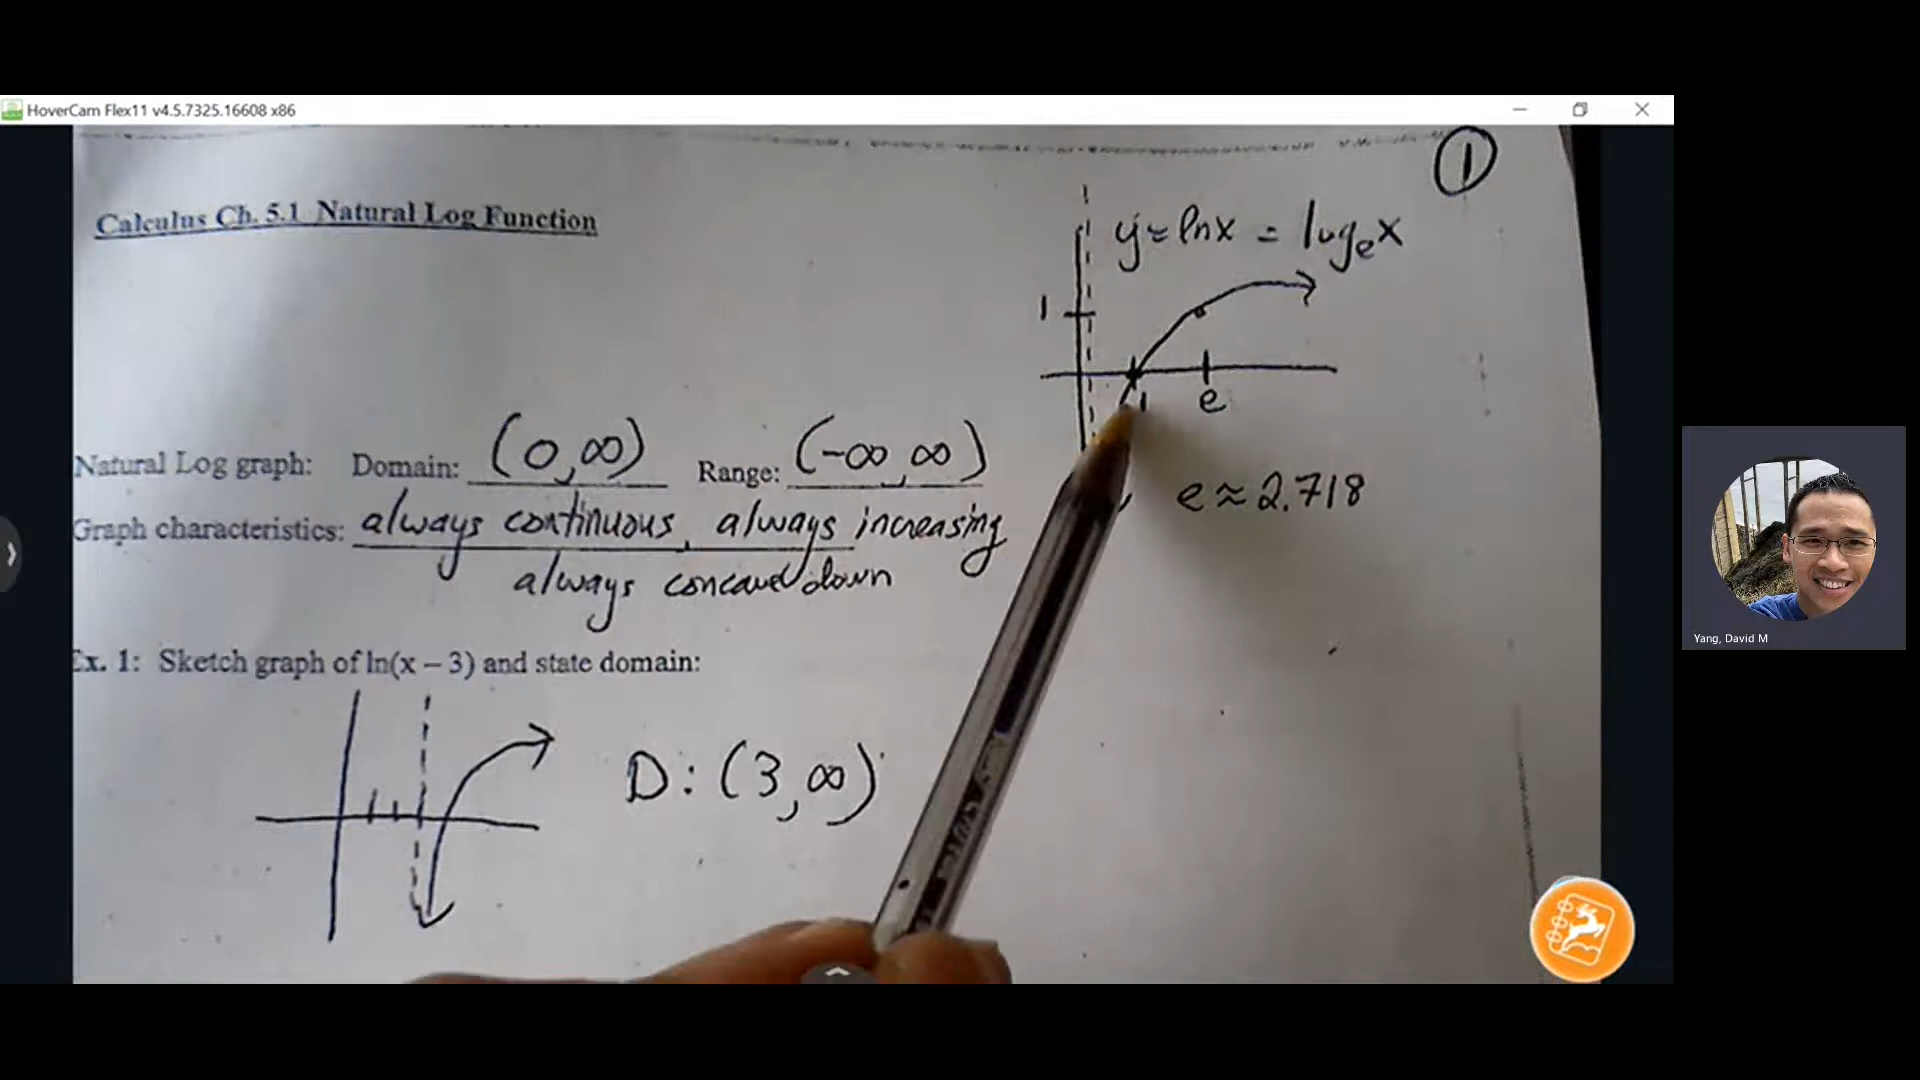 HoverCam Flex11 v4.5.7325.16608 x86
1
Calculus Ch. 5.1 Natural Log Function
y = ln x = log_e x
1
1 e
Natural Log graph: Domain: (0, ∞) Range: (-∞, ∞)
e ≈ 2.718
Graph characteristics: always continuous, always increasing
always concave down
Ex. 1: Sketch graph of ln(x – 3) and state domain:
D: (3, ∞)
Yang, David M